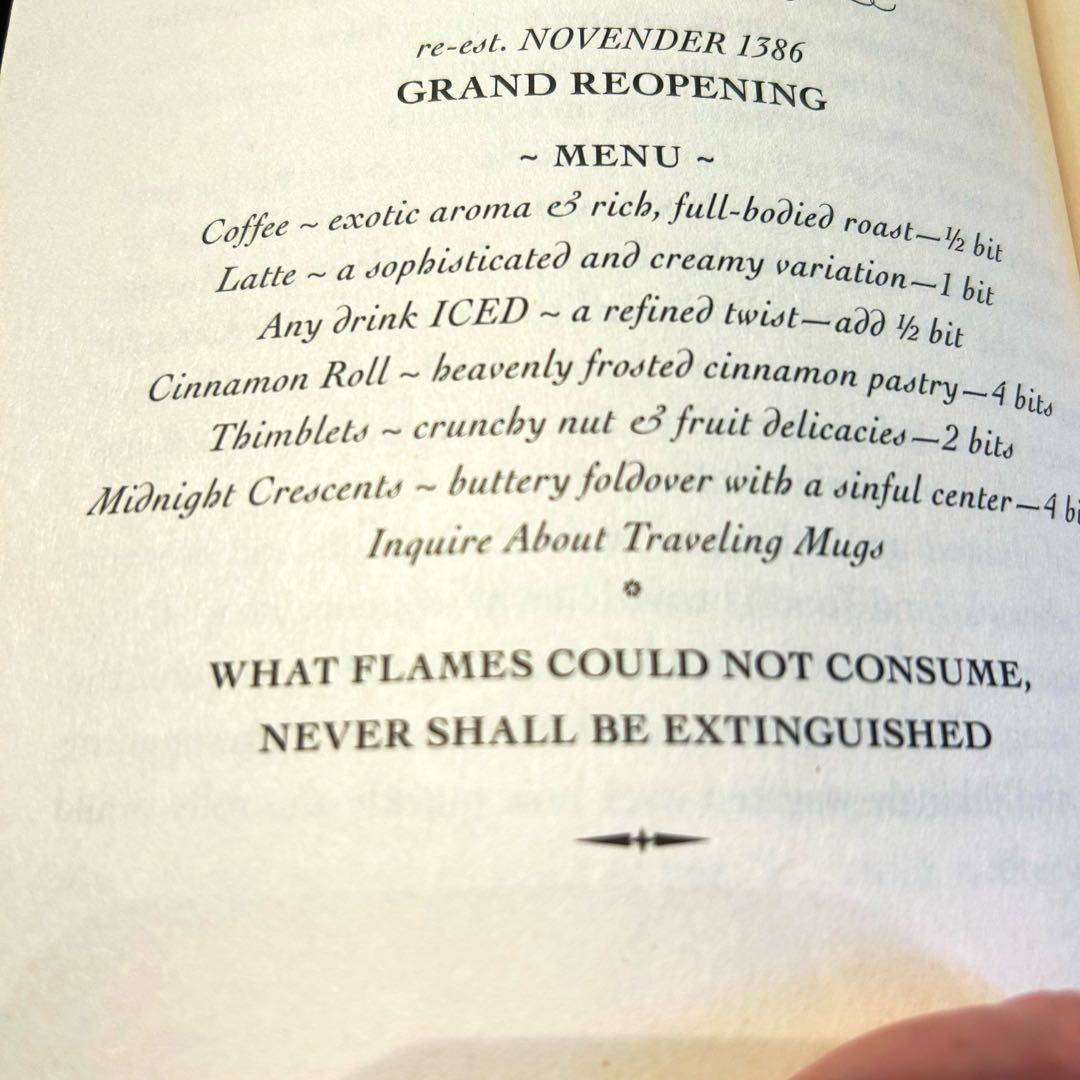 re-est. NOVENDER 1386
GRAND REOPENING
~ MENU ~
Coffee ~ exotic aroma & rich, full-bodied roast—½ bit
Latte ~ a sophisticated and creamy variation—1 bit
Any drink ICED ~ a refined twist—add ½ bit
Cinnamon Roll ~ heavenly frosted cinnamon pastry—4 bits
Thimblets ~ crunchy nut & fruit delicacies—2 bits
Midnight Crescents ~ buttery foldover with a sinful center—4 bi
Inquire About Traveling Mugs
WHAT FLAMES COULD NOT CONSUME,
NEVER SHALL BE EXTINGUISHED